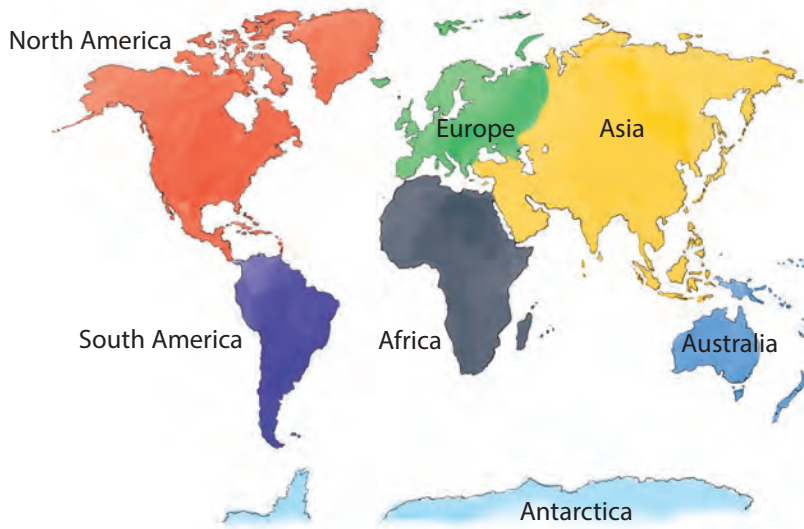 North America
Europe
Asia
South America
Africa
Australia
Antarctica